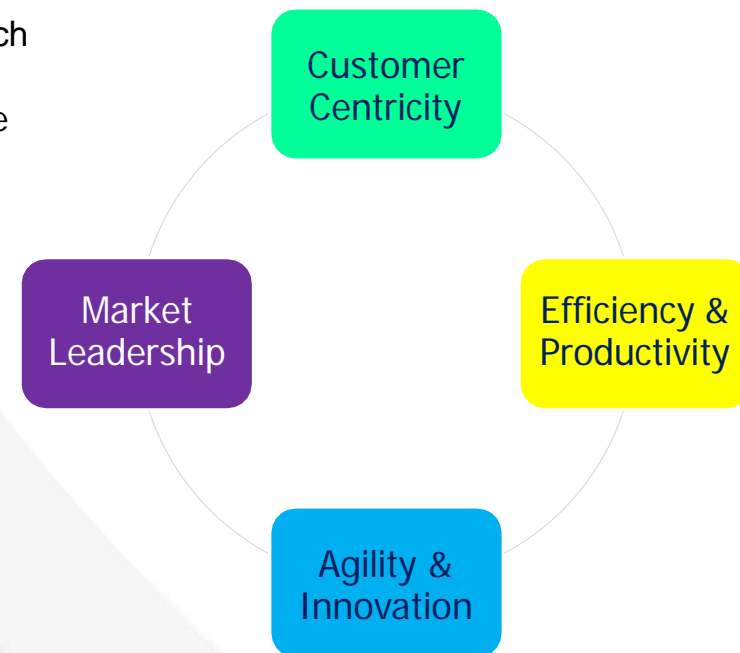 ch
e
Customer
Centricity
Market
Leadership
Efficiency &
Productivity
Agility &
Innovation